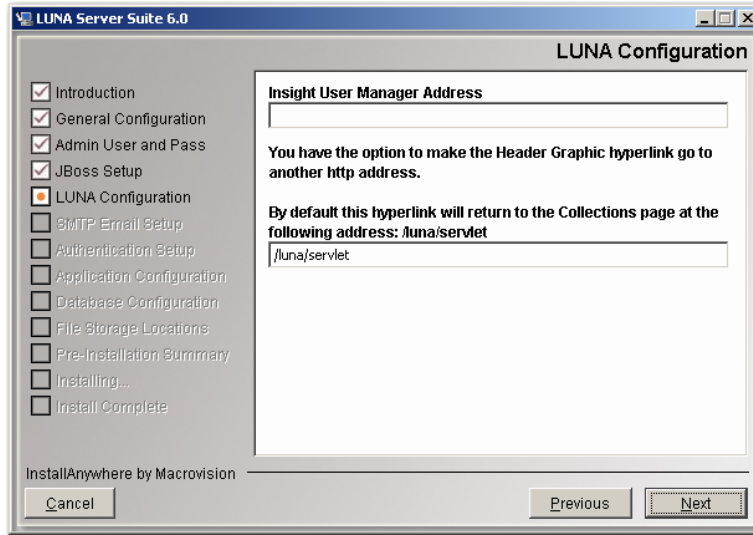 LUNA Server Suite 6.0
LUNA Configuration
Introduction
General Configuration
Admin User and Pass
JBoss Setup
LUNA Configuration
SMTP Email Setup
Authentication Setup
Application Configuration
Database Configuration
File Storage Locations
Pre-Installation Summary
Installing...
Install Complete
Insight User Manager Address
You have the option to make the Header Graphic hyperlink go to
another http address.
By default this hyperlink will return to the Collections page at the
following address: /luna/servlet
/luna/servlet
InstallAnywhere by Macrovision
Cancel
Previous
Next